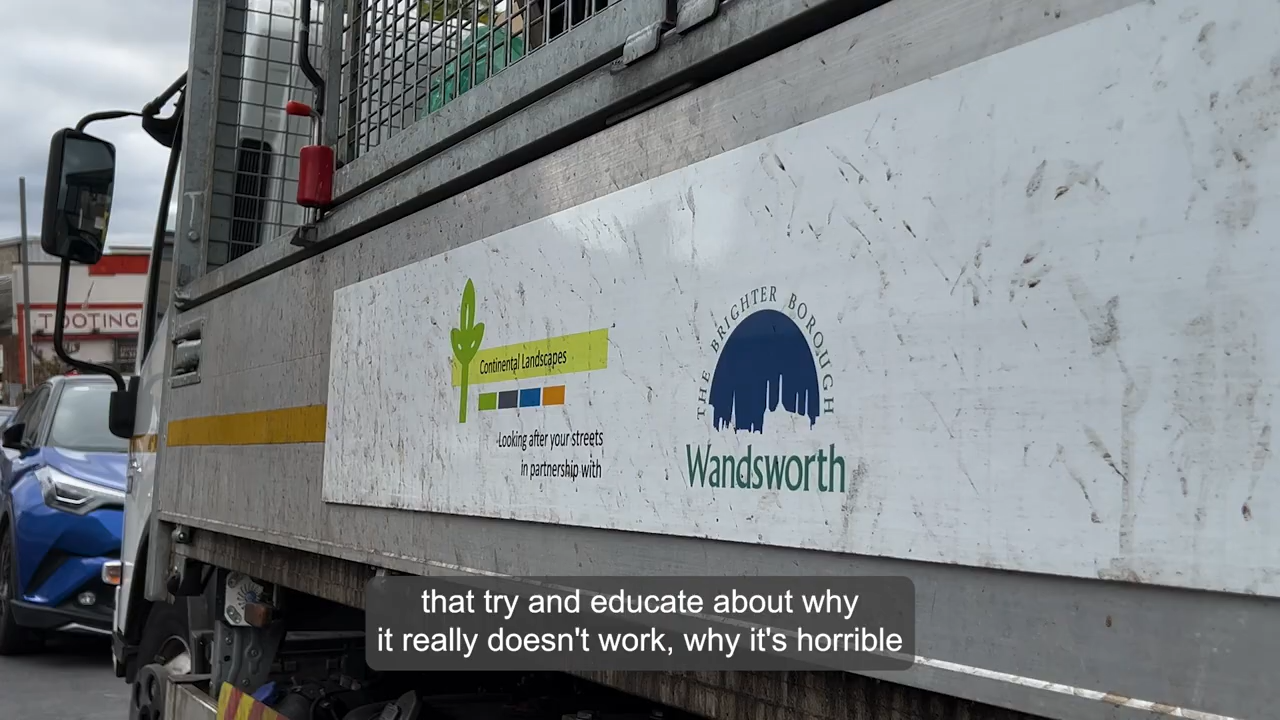 TOOTING
Continental Landscapes
Looking after your streets
in partnership with
THE BRIGHTER BOROUGH
Wandsworth
that try and educate about why
it really doesn't work, why it's horrible